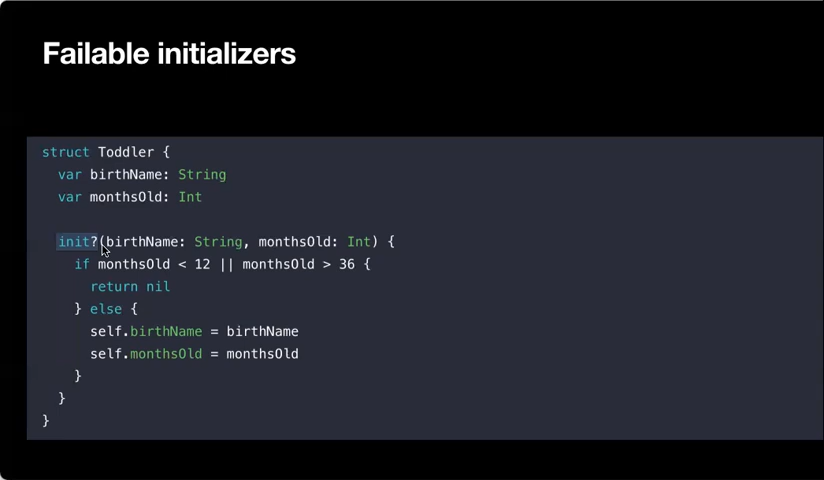 Failable initializers
struct Toddler {
var birthName: String
var monthsOld: Int
init?(birthName: String, monthsOld: Int) {
if monthsOld < 12 || monthsOld > 36 {
return nil
} else {
self.birthName = birthName
self.monthsOld = monthsOld
}
}
}